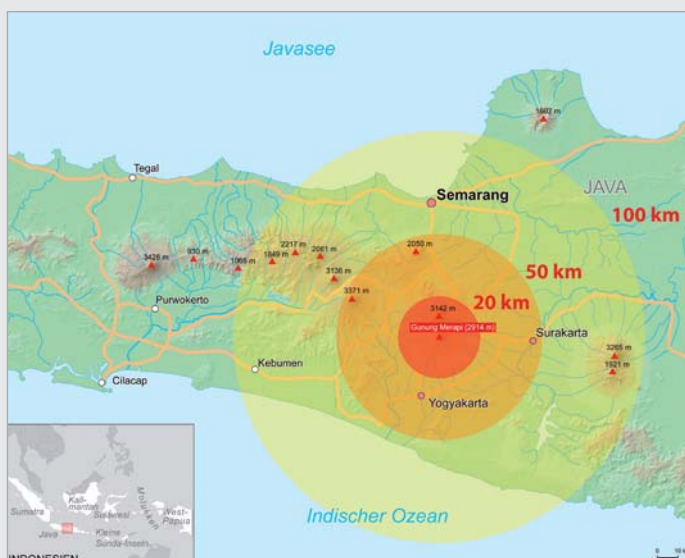 Javasee
1602 m
Tegal
JAVA
Semarang
100 km
2050 m
2217 m
2061 m
930 m
1849 m
3428 m
1068 m
50 km
3136 m
3371 m
20 km
Purwokerto
3142 m
Gunung Merapi (2914 m)
Surakarta
3265 m
Kebumen
1921 m
Cilacap
Yogyakarta
Indischer Ozean
Kali-
mantan
Molukken
Sumatra
Sulawesi
West-
Papua
Java
Kleine
Sunda-Inseln
INDONESIEN